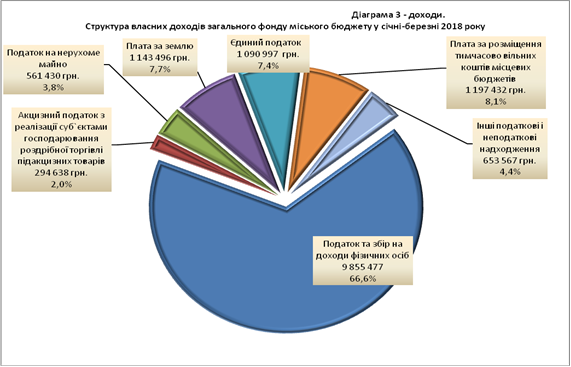 Діаграма 3 - доходи.
Структура власних доходів загального фонду міського бюджету у січні-березні 2018 року
Податок на нерухоме
майно
561 430 грн.
3,8%
Плата за землю
1 143 496 грн.
7,7%
Єдиний податок
1 090 997 грн.
7,4%
Плата за розміщення
тимчасово вільних
коштів місцевих
бюджетів
1 197 432 грн.
8,1%
Акцизний податок з
реалізації суб`єктами
господарювання
роздрібної торгівлі
підакцизних товарів
294 638 грн.
2,0%
Інші податкові і
неподаткові
надходження
653 567 грн.
4,4%
Податок та збір на
доходи фізичних осіб
9 855 477
66,6%